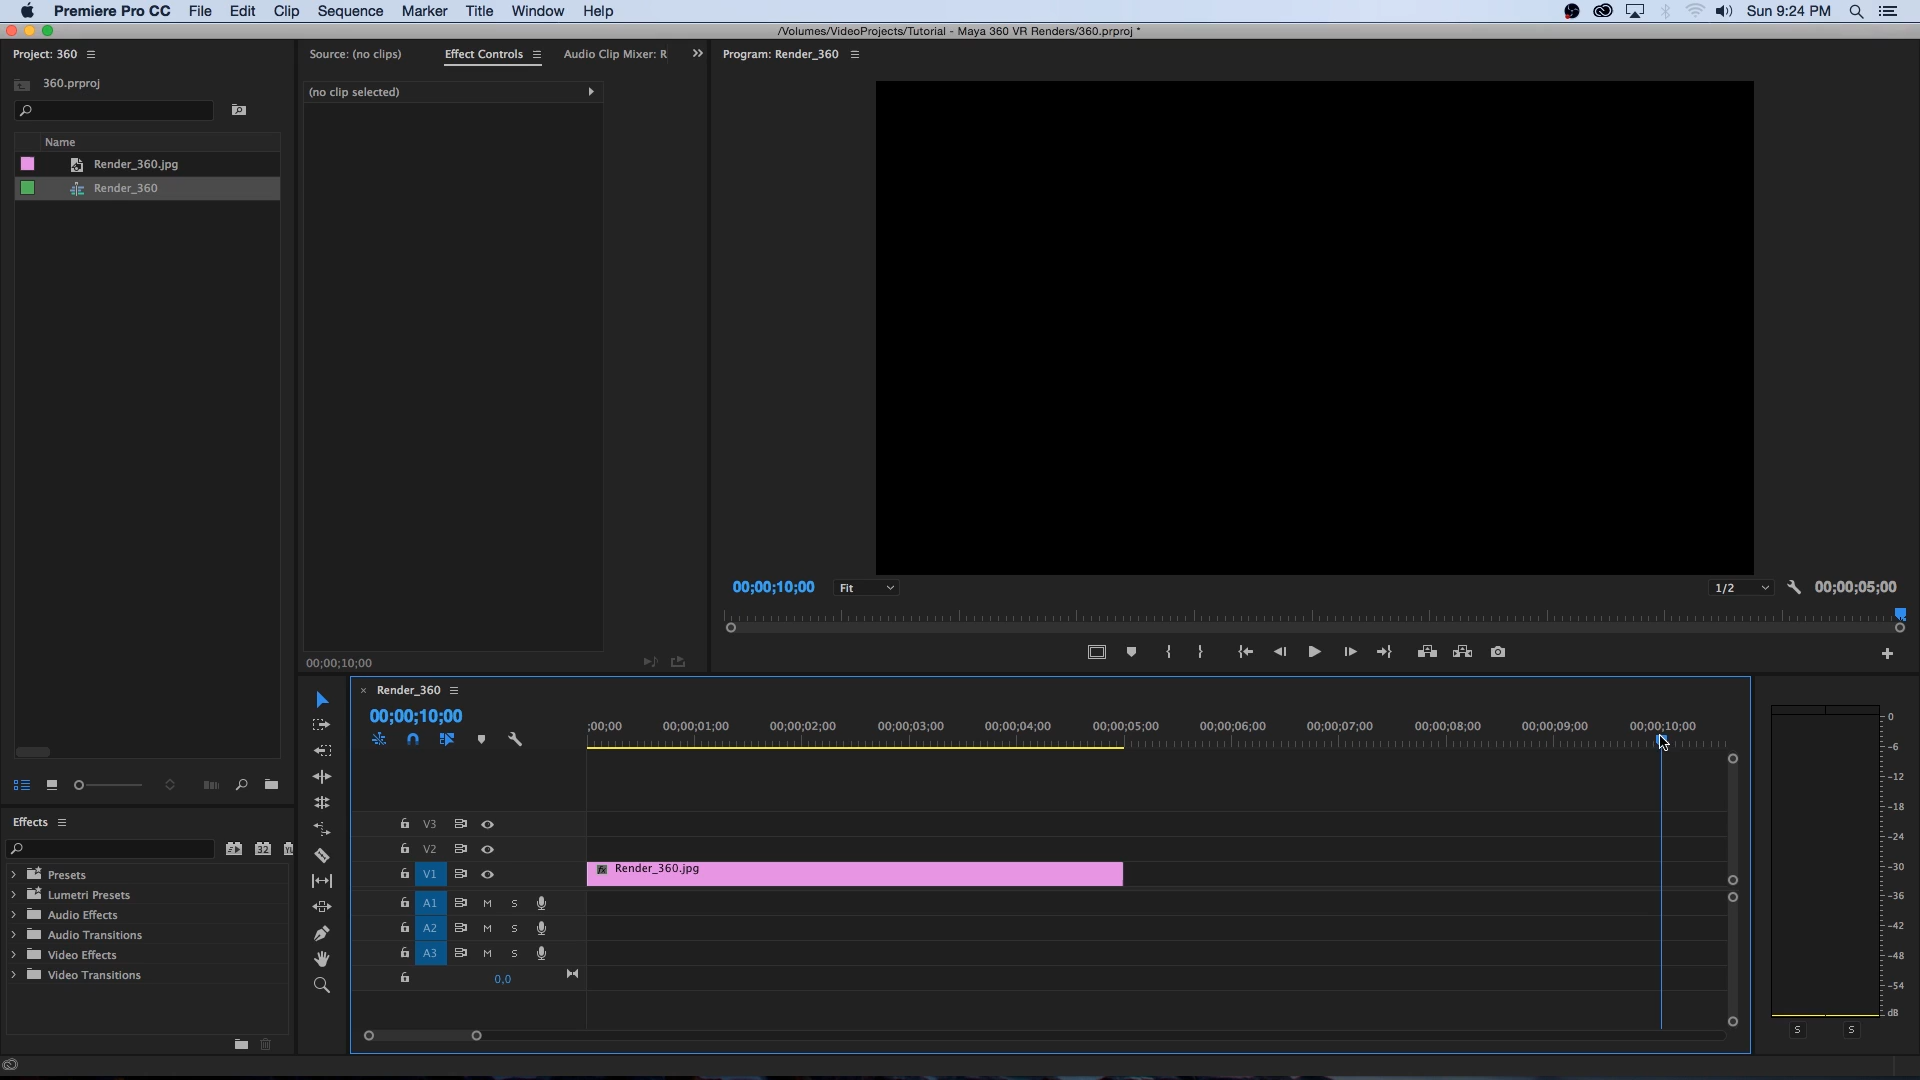 Premiere Pro CC File Edit Clip Sequence Marker Title Window Help Sun 9:24 PM
/Volumes/VideoProjects/Tutorial - Maya 360 VR Renders/360.prproj *
Project: 360
360.prproj
Name
Render_360.jpg
Render_360
Source: (no clips) Effect Controls Audio Clip Mixer: R
(no clip selected)
00;00;10;00
Program: Render_360
00;00;10;00 Fit 1/2 00;00;05;00
Effects
32
Presets
Lumetri Presets
Audio Effects
Audio Transitions
Video Effects
Video Transitions
× Render_360
00;00;10;00
;00;00 00;00;01;00 00;00;02;00 00;00;03;00 00;00;04;00 00;00;05;00 00;00;06;00 00;00;07;00 00;00;08;00 00;00;09;00 00;00;10;00
V3
V2
V1 fx Render_360.jpg
A1 M S
A2 M S
A3 M S
0,0
0
-6
-12
-18
-24
-30
-36
-42
-48
-54
dB
S S